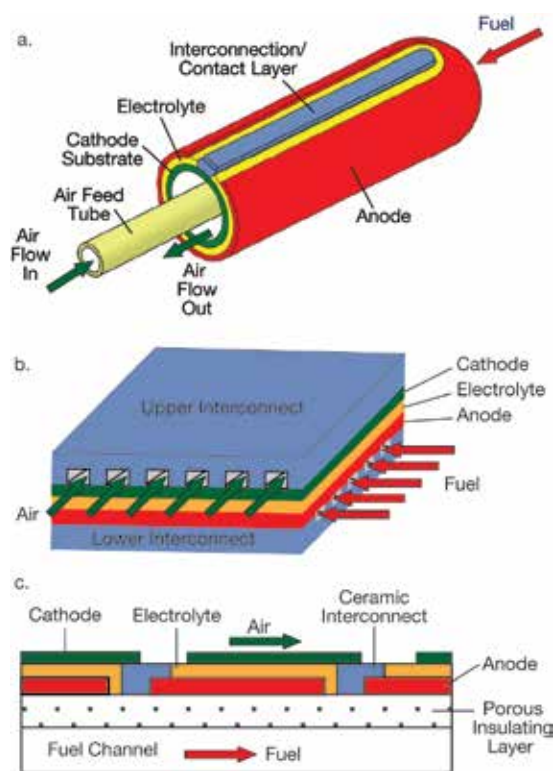 a.
Fuel
Interconnection/
Contact Layer
Electrolyte
Cathode
Substrate
Air Feed
Tube
Air
Flow
In
Air
Flow
Out
Anode
b.
Cathode
Electrolyte
Anode
Upper Interconnect
Fuel
Air
Lower Interconnect
c.
Cathode
Electrolyte
Air
Ceramic
Interconnect
Anode
Porous
Insulating
Layer
Fuel Channel
Fuel